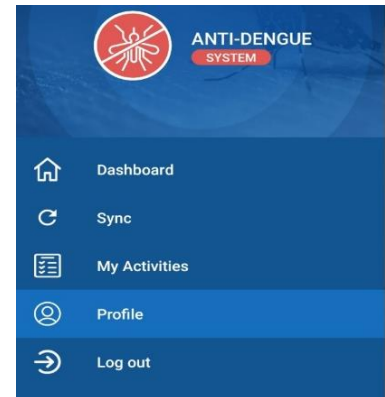 ANTI-DENGUE
SYSTEM
Dashboard
Sync
My Activities
Profile
Log out